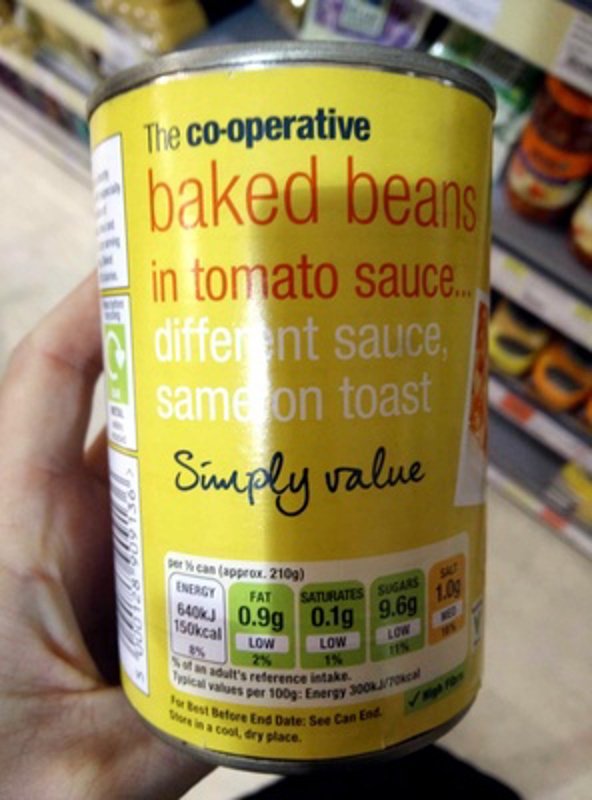 The co-operative
baked beans
in tomato sauce...
different sauce,
same on toast
Simply value
per ½ can (approx. 210g)
ENERGY
640kJ
150kcal
8%
FAT
0.9g
LOW
2%
SATURATES
0.1g
LOW
1%
SUGARS
9.6g
LOW
11%
SALT
1.0g
MED
% of an adult's reference intake.
Typical values per 100g: Energy 300kJ/70kcal
High Fibre
For Best Before End Date: See Can End.
Store in a cool, dry place.
METAL